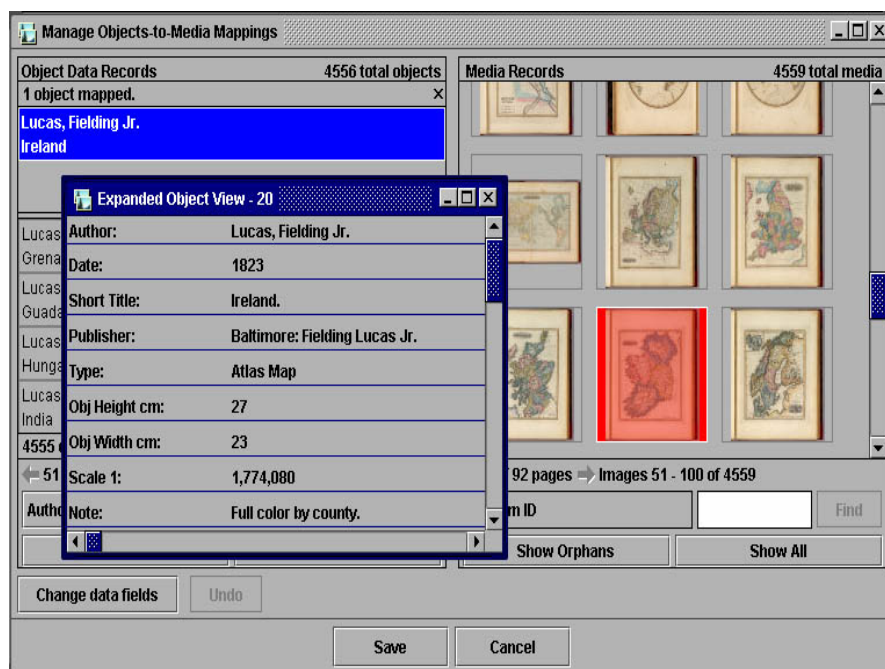 Manage Objects-to-Media Mappings
Object Data Records 4556 total objects
1 object mapped. X
Lucas, Fielding Jr.
Ireland
Expanded Object View - 20
Author: Lucas, Fielding Jr.
Date: 1823
Short Title: Ireland.
Publisher: Baltimore: Fielding Lucas Jr.
Type: Atlas Map
Obj Height cm: 27
Obj Width cm: 23
Scale 1: 1,774,080
Note: Full color by county.
Lucas
Grena
Lucas
Guada
Lucas
Hunga
Lucas
India
4555
51
Autho
Media Records 4559 total media
92 pages Images 51 - 100 of 4559
m ID Find
Show Orphans Show All
Change data fields Undo
Save Cancel